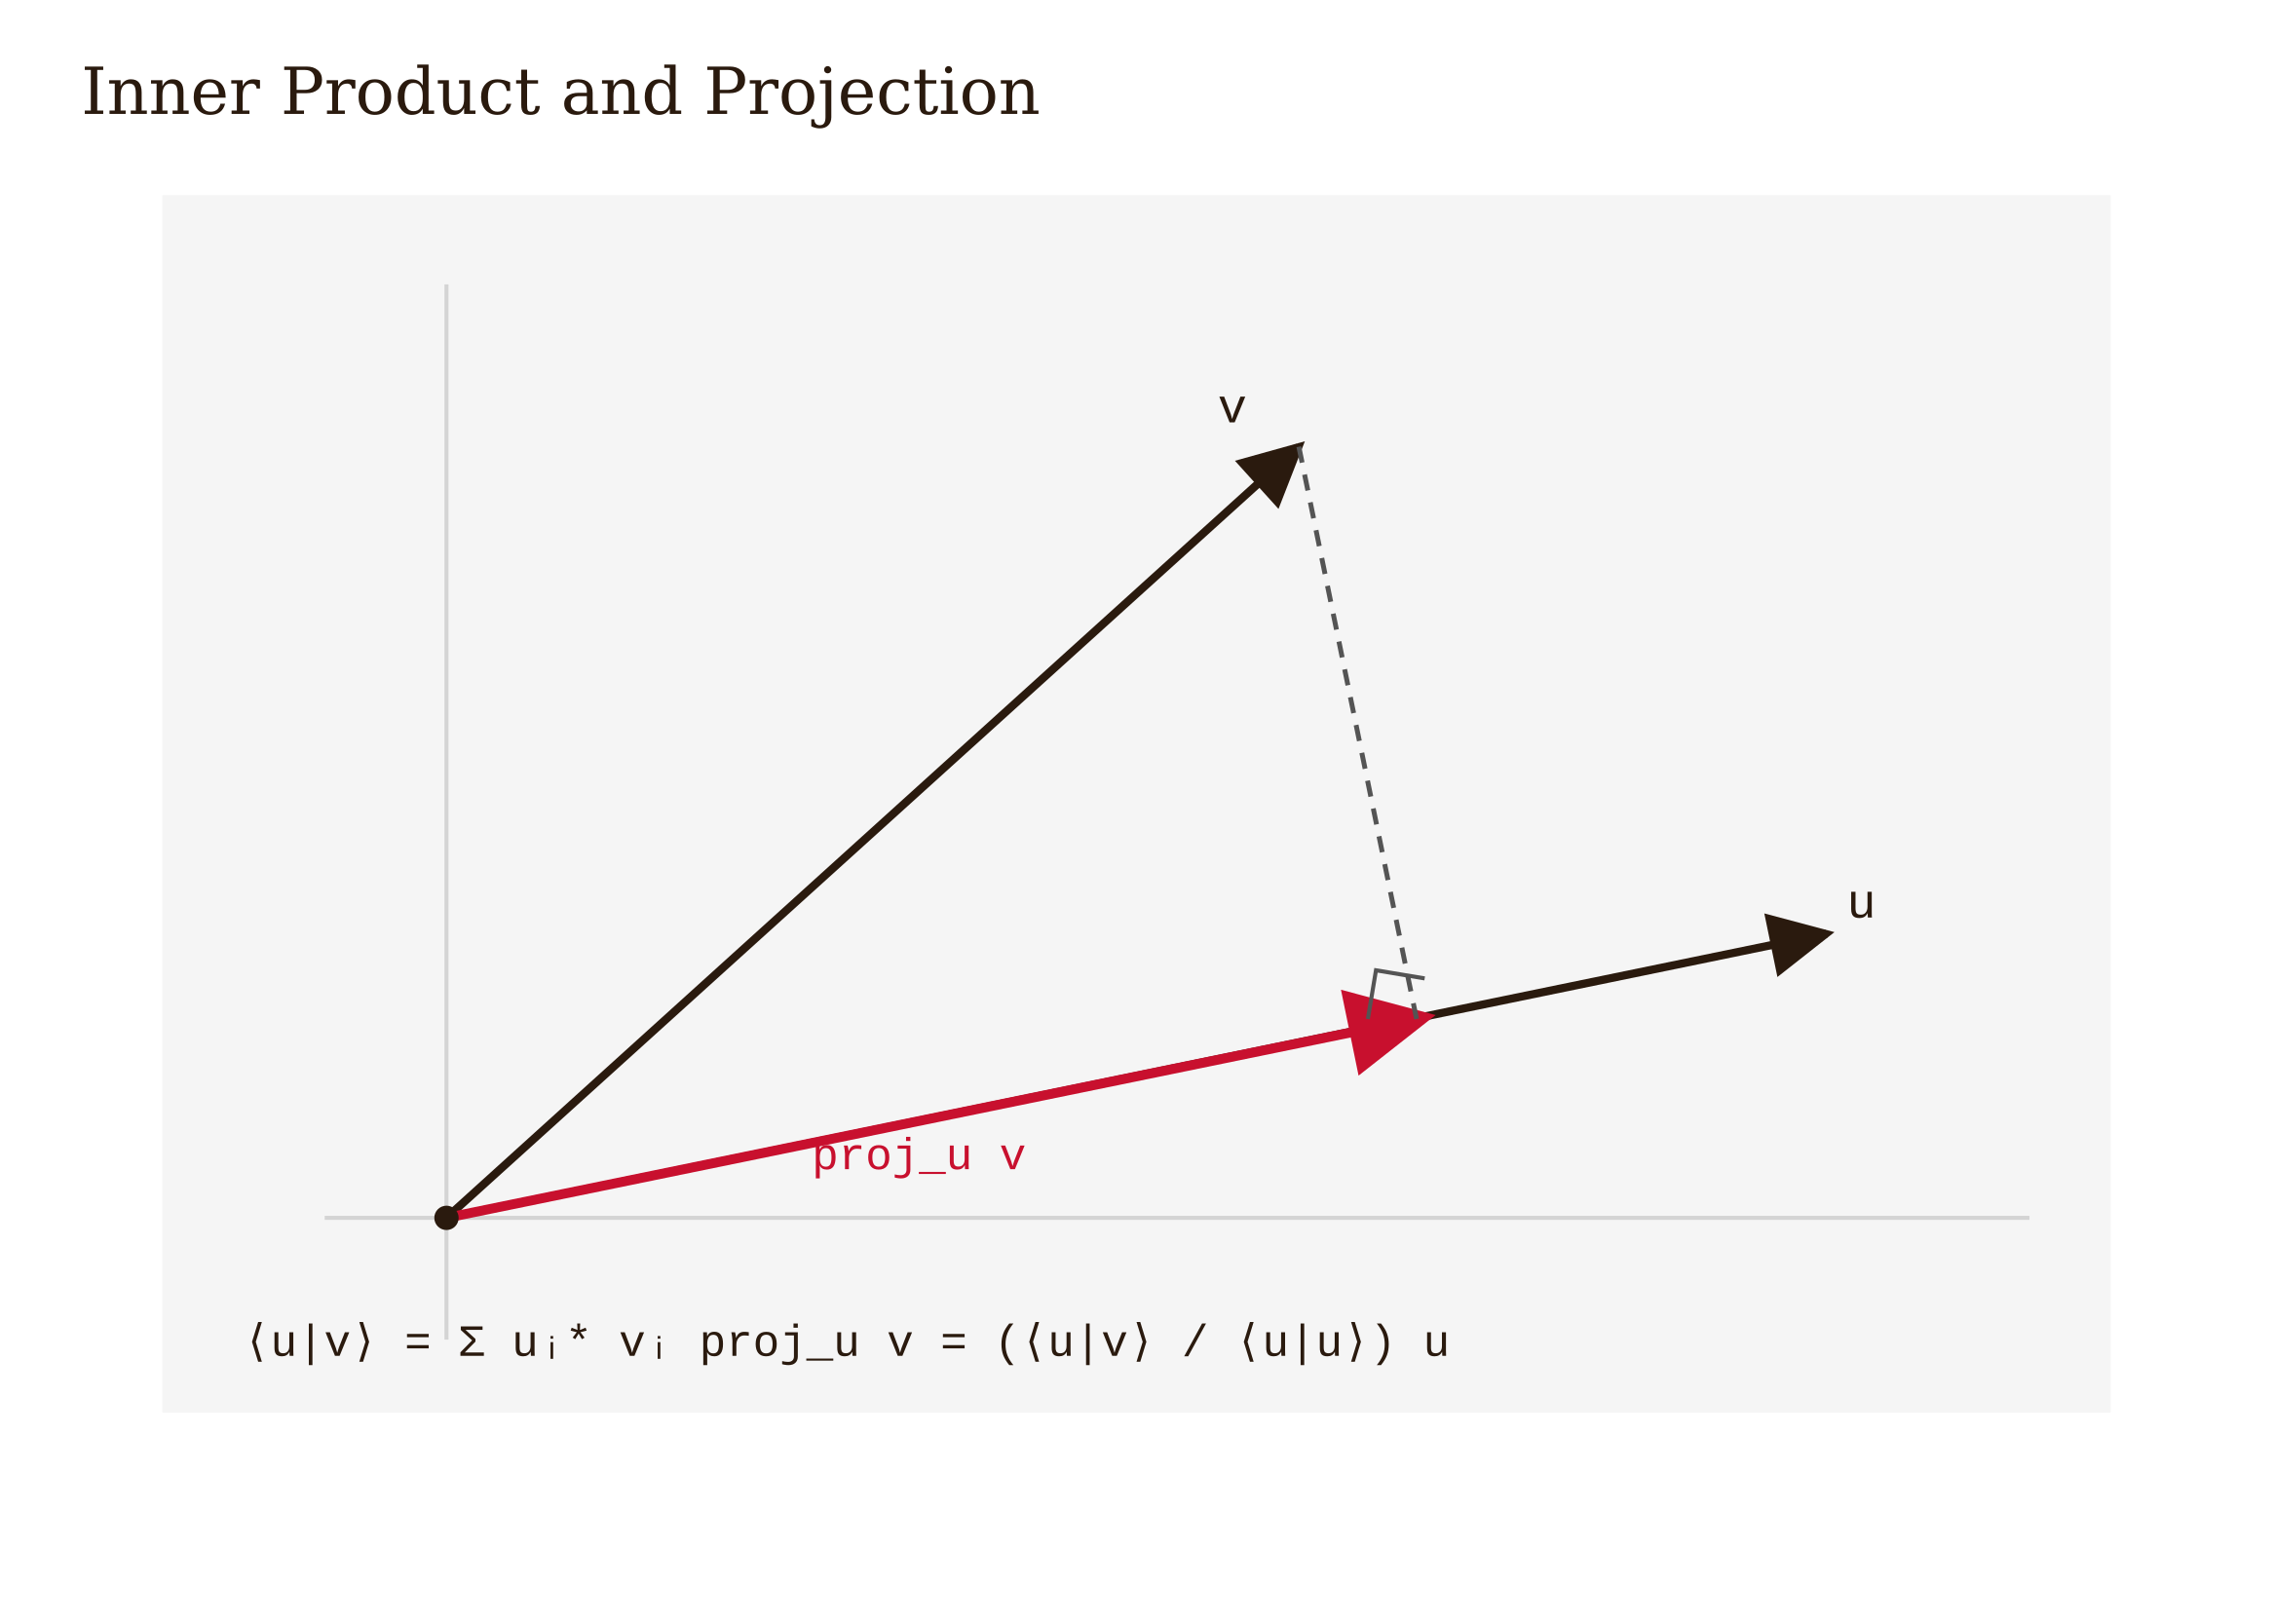 Inner Product and Projection
v
u
proj_u v
⟨u|v⟩ = Σ uᵢ* vᵢ proj_u v = (⟨u|v⟩ / ⟨u|u⟩) u